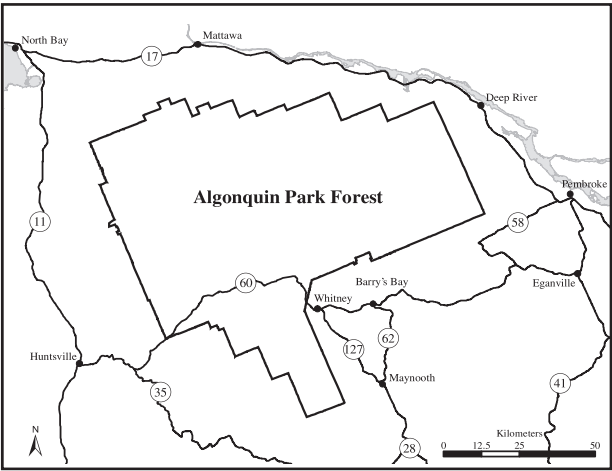 North Bay
Mattawa
17
Deep River
Algonquin Park Forest
Pembroke
11
58
60
Barry's Bay
Eganville
Whitney
127
62
Huntsville
Maynooth
35
41
N
Kilometers
28
0 12.5 25 50